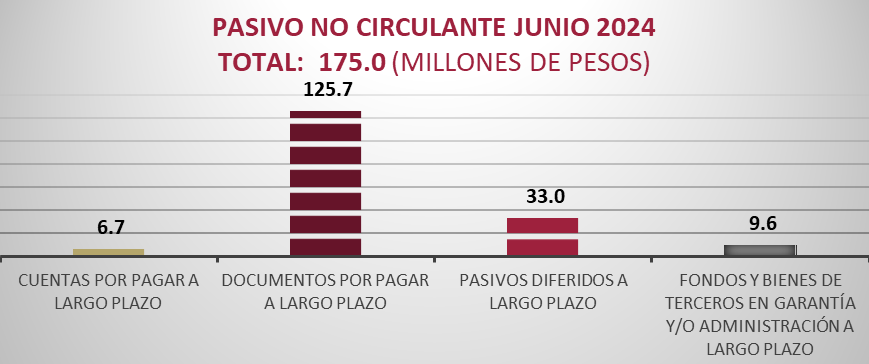 PASIVO NO CIRCULANTE JUNIO 2024
TOTAL: 175.0 (MILLONES DE PESOS)
125.7
33.0
6.7
9.6
CUENTAS POR PAGAR A
LARGO PLAZO
DOCUMENTOS POR PAGAR
A LARGO PLAZO
PASIVOS DIFERIDOS A
LARGO PLAZO
FONDOS Y BIENES DE
TERCEROS EN GARANTÍA
Y/O ADMINISTRACIÓN A
LARGO PLAZO